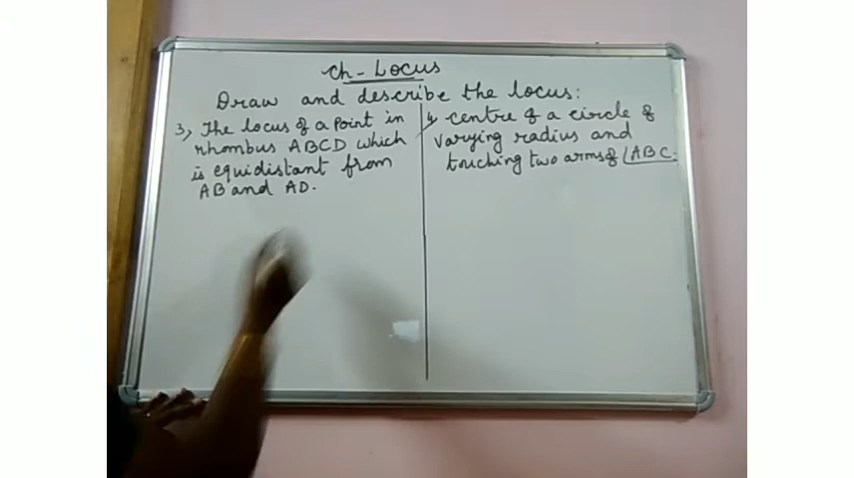 Ch - Locus
Draw and describe the locus:
3, The locus of a point in
rhombus ABCD which
is equidistant from
AB and AD.
4, centre of a circle of
varying radius and
touching two arms of ∠ABC.